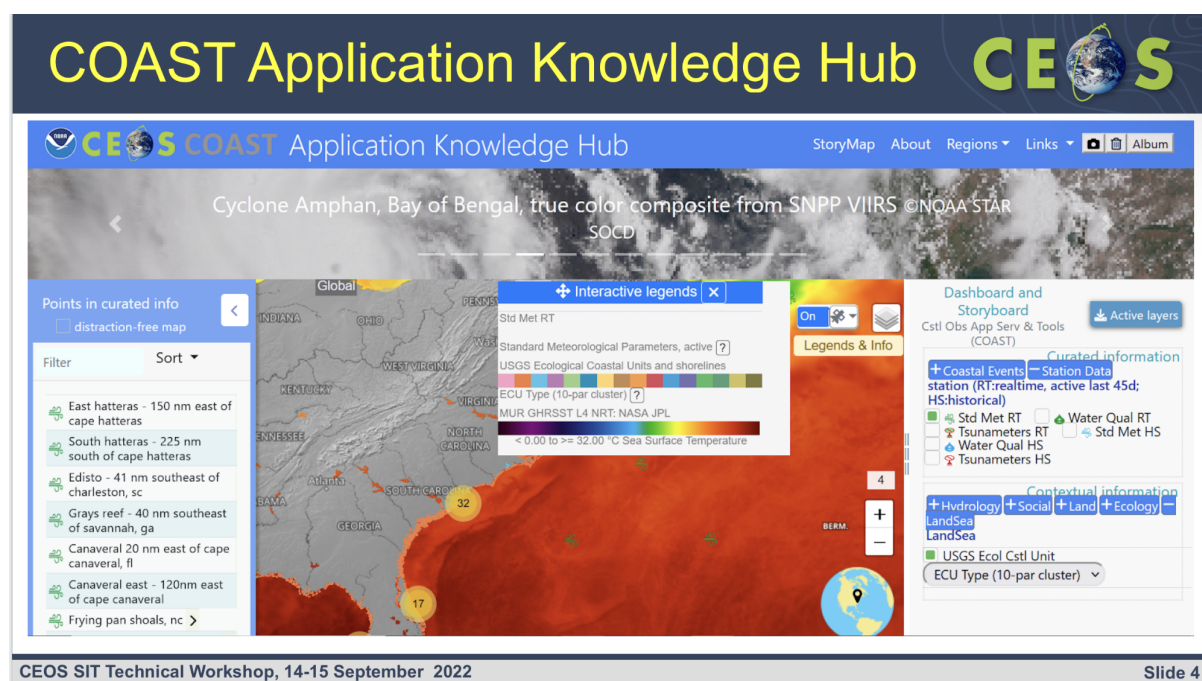 COAST Application Knowledge Hub
CEOS
NOAA
CEOS COAST Application Knowledge Hub
StoryMap About Regions Links Album
Cyclone Amphan, Bay of Bengal, true color composite from SNPP VIIRS ©NOAA STAR
SOCD
Points in curated info
distraction-free map
Filter
Sort
East hatteras - 150 nm east of
cape hatteras
South hatteras - 225 nm
south of cape hatteras
Edisto - 41 nm southeast of
charleston, sc
Grays reef - 40 nm southeast
of savannah, ga
Canaveral 20 nm east of cape
canaveral, fl
Canaveral east - 120nm east
of cape canaveral
Frying pan shoals, nc
Global
INDIANA
OHIO
WEST VIRGINIA
KENTUCKY
NORTH
CAROLINA
Atlanta
GEORGIA
32
17
BERM.
Interactive legends
Std Met RT
Standard Meteorological Parameters, active ?
USGS Ecological Coastal Units and shorelines
ECU Type (10-par cluster) ?
MUR GHRSST L4 NRT: NASA JPL
< 0.00 to >= 32.00 °C Sea Surface Temperature
On
Legends & Info
4
+
−
Dashboard and
Storyboard
Cstl Obs App Serv & Tools
(COAST)
Active layers
Curated information
+Coastal Events −Station Data
station (RT:realtime, active last 45d;
HS:historical)
Std Met RT Water Qual RT
Tsunameters RT Std Met HS
Water Qual HS
Tsunameters HS
Contextual information
+Hydrology +Social +Land +Ecology −
LandSea
LandSea
USGS Ecol Cstl Unit
ECU Type (10-par cluster)
CEOS SIT Technical Workshop, 14-15 September 2022
Slide 4